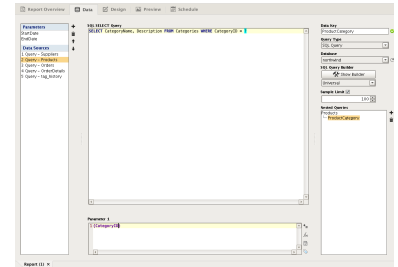 Report Overview
Data
Design
Preview
Schedule
Parameters
StartDate
EndDate
Data Sources
1 Query - Suppliers
2 Query - Products
3 Query - Orders
4 Query - OrderDetails
5 Query - tag_history
SQL SELECT Query
SELECT CategoryName, Description FROM Categories WHERE CategoryID = ?
Parameter 1
1 {CategoryID}
Data Key
ProductCategory
Query Type
SQL Query
Database
northwind
SQL Query Builder
Show Builder
Universal
Sample Limit
100
Nested Queries
Products
ProductCategory
Report (1) ×